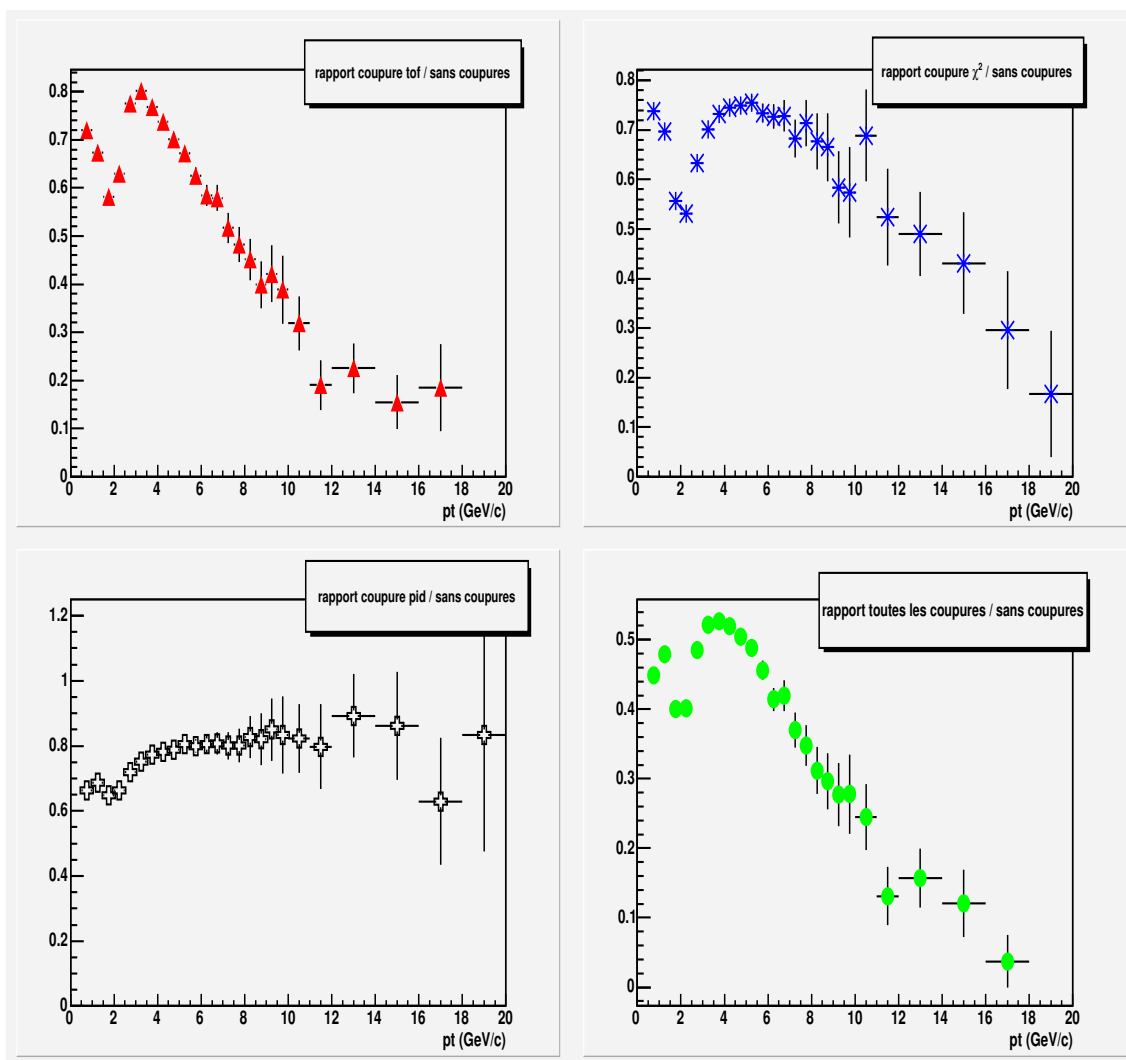 rapport coupure tof / sans coupures
0.8
0.7
0.6
0.5
0.4
0.3
0.2
0.1
0
0 2 4 6 8 10 12 14 16 18 20
pt (GeV/c)
rapport coupure χ² / sans coupures
0.8
0.7
0.6
0.5
0.4
0.3
0.2
0.1
0
0 2 4 6 8 10 12 14 16 18 20
pt (GeV/c)
rapport coupure pid / sans coupures
1.2
1
0.8
0.6
0.4
0.2
0
0 2 4 6 8 10 12 14 16 18 20
pt (GeV/c)
rapport toutes les coupures / sans coupures
0.5
0.4
0.3
0.2
0.1
0
0 2 4 6 8 10 12 14 16 18 20
pt (GeV/c)